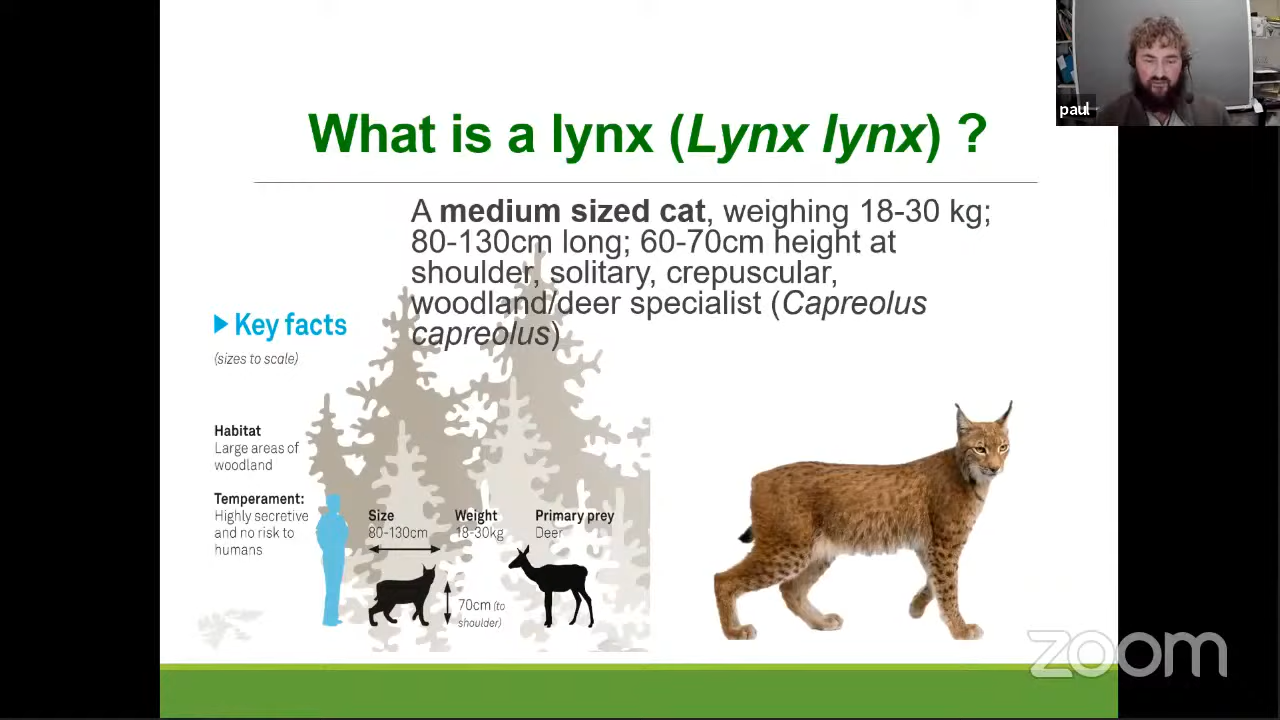 paul
What is a lynx (Lynx lynx) ?
A medium sized cat, weighing 18-30 kg;
80-130cm long; 60-70cm height at
shoulder, solitary, crepuscular,
woodland/deer specialist (Capreolus
capreolus)
Key facts
(sizes to scale)
Habitat
Large areas of
woodland
Temperament:
Highly secretive
and no risk to
humans
Size
80-130cm
Weight
18-30kg
Primary prey
Deer
70cm (to
shoulder)
zoom